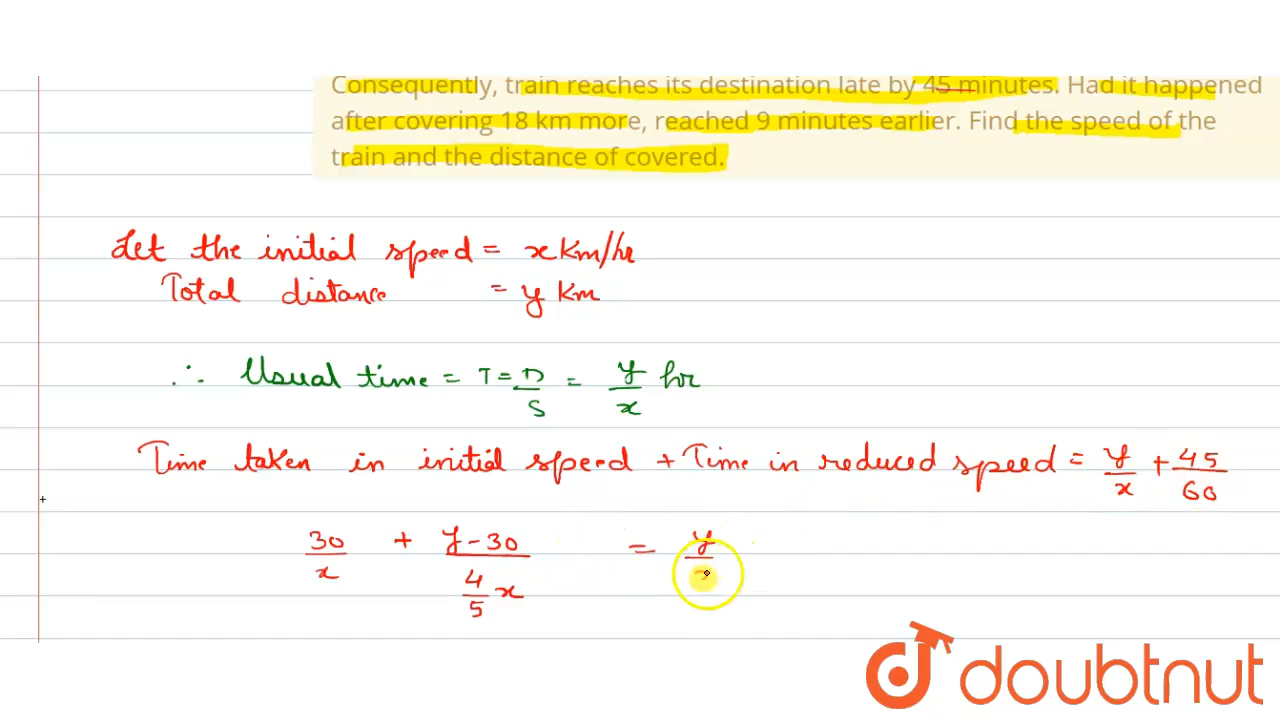 Consequently, train reaches its destination late by 45 minutes. Had it happened
after covering 18 km more, reached 9 minutes earlier. Find the speed of the
train and the distance of covered.
Let the initial speed = x Km/hr
Total distance = y Km
∴ Usual time = T = D/S = y/x hr
Time taken in initial speed + Time in reduced speed = y/x + 45/60
30/x + y-30/4/5 x = y/
doubtnut